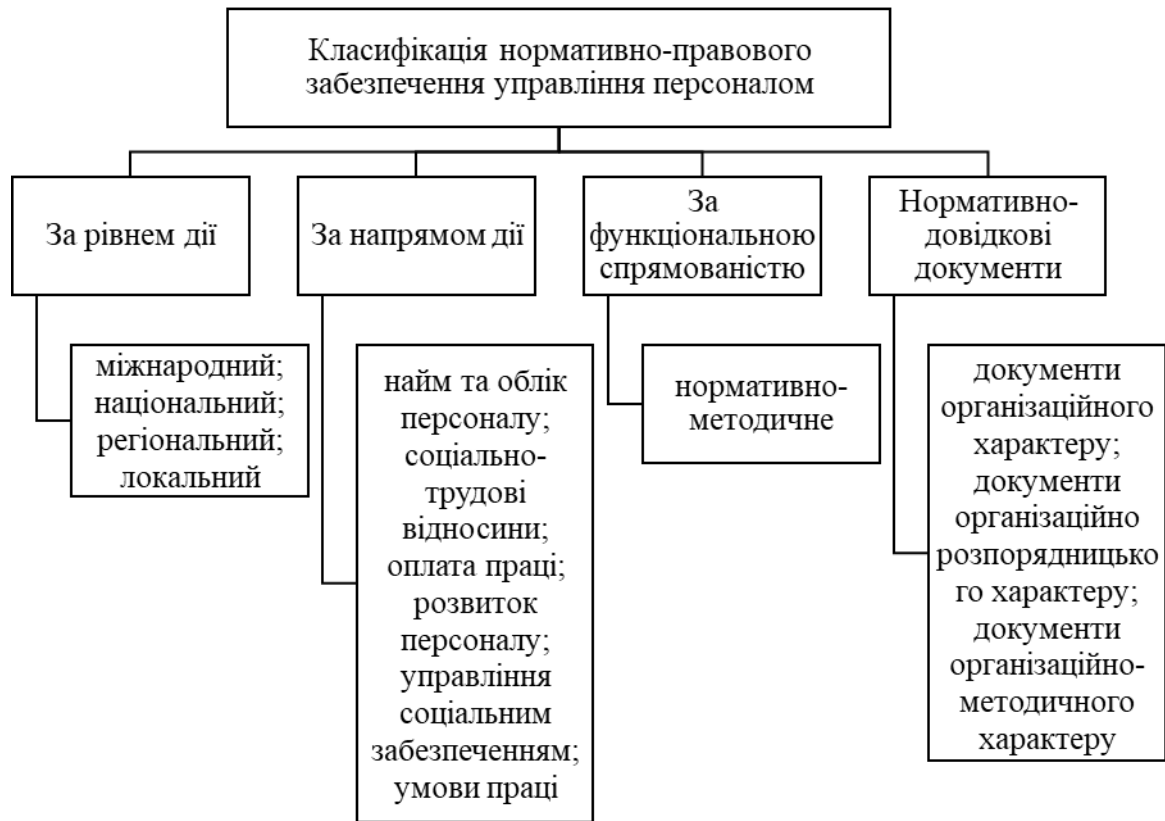 Класифікація нормативно-правового
забезпечення управління персоналом
За рівнем дії
За напрямом дії
За
функціональною
спрямованістю
Нормативно-
довідкові
документи
міжнародний;
національний;
регіональний;
локальний
найм та облік
персоналу;
соціально-
трудові
відносини;
оплата праці;
розвиток
персоналу;
управління
соціальним
забезпеченням;
умови праці
нормативно-
методичне
документи
організаційного
характеру;
документи
організаційно
розпорядницько
го характеру;
документи
організаційно-
методичного
характеру